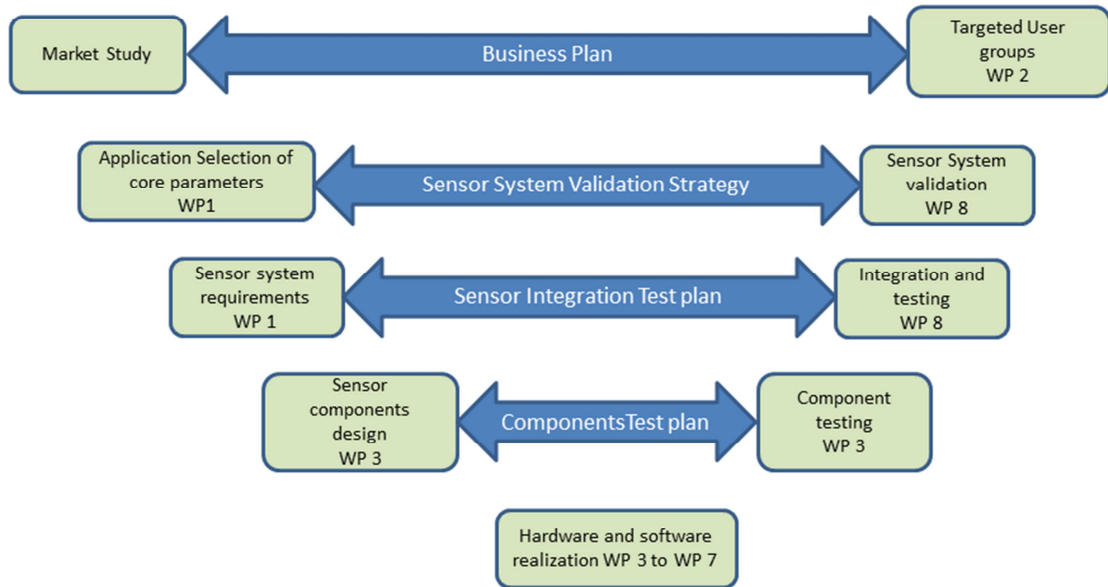 Market Study
Business Plan
Targeted User
groups
WP 2
Application Selection of
core parameters
WP1
Sensor System Validation Strategy
Sensor System
validation
WP 8
Sensor system
requirements
WP 1
Sensor Integration Test plan
Integration and
testing
WP 8
Sensor
components
design
WP 3
ComponentsTest plan
Component
testing
WP 3
Hardware and software
realization WP 3 to WP 7